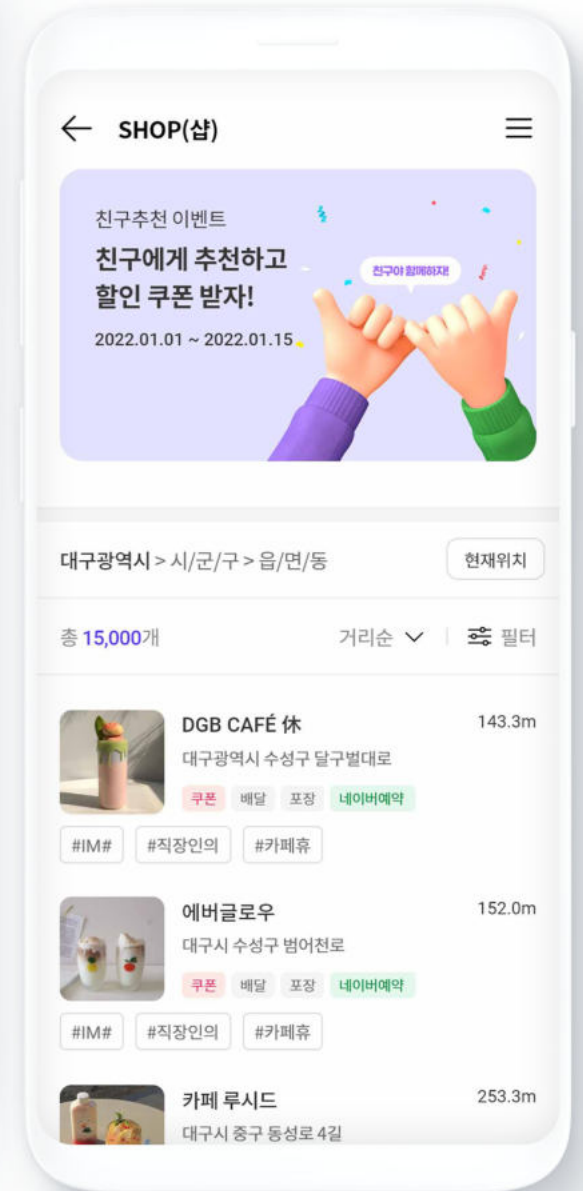 SHOP(샵)
친구추천 이벤트
친구에게 추천하고
할인 쿠폰 받자!
2022.01.01 ~ 2022.01.15
친구야 함께하자!
대구광역시 > 시/군/구 > 읍/면/동
현재위치
총 15,000개
거리순
필터
DGB CAFÉ 休
143.3m
대구광역시 수성구 달구벌대로
쿠폰 배달 포장 네이버예약
#IM# #직장인의 #카페휴
에버글로우
152.0m
대구시 수성구 범어천로
쿠폰 배달 포장 네이버예약
#IM# #직장인의 #카페휴
카페 루시드
253.3m
대구시 중구 동성로 4길